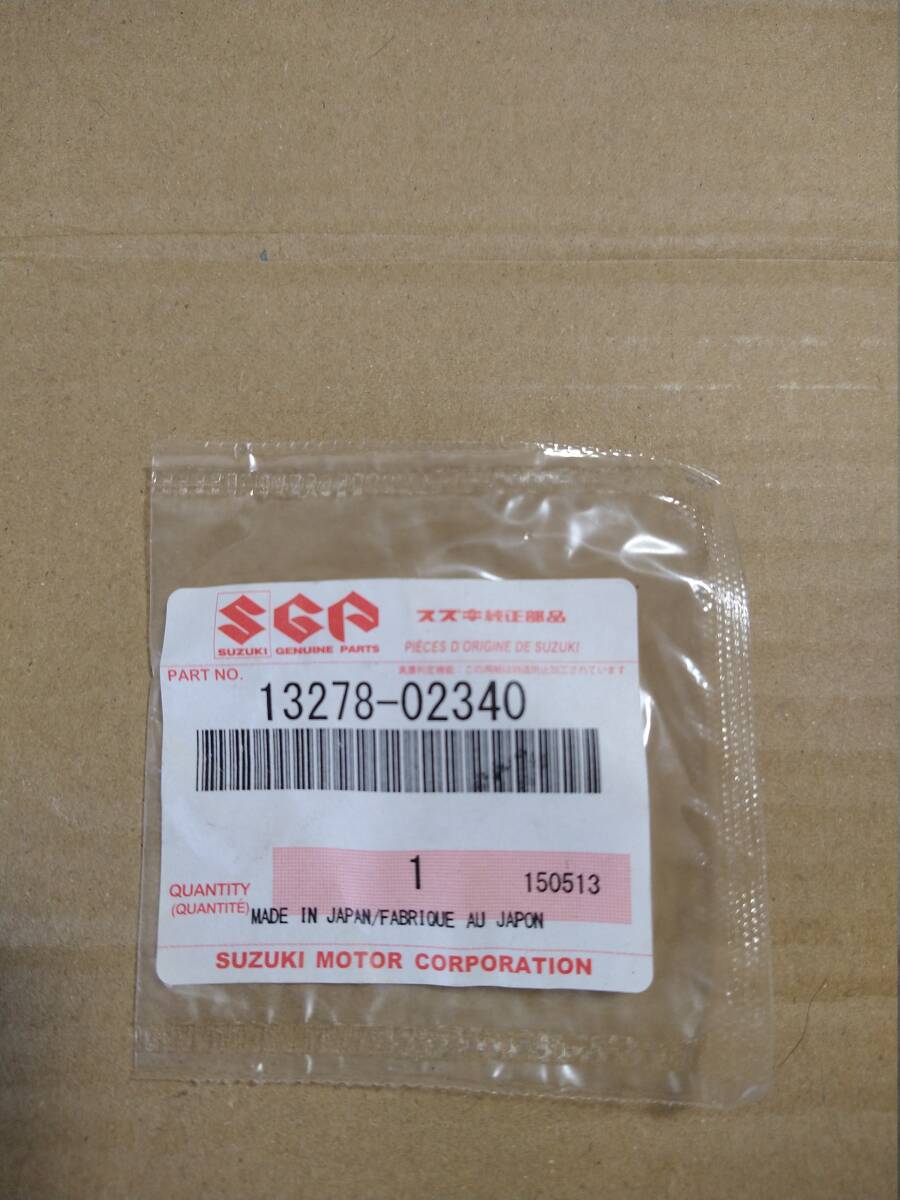 SGP
SUZUKI GENUINE PARTS
スズキ純正部品
PIÈCES D'ORIGINE DE SUZUKI
PART NO.
13278-02340
1
150513
QUANTITY
(QUANTITÉ)
MADE IN JAPAN/FABRIQUE AU JAPON
SUZUKI MOTOR CORPORATION